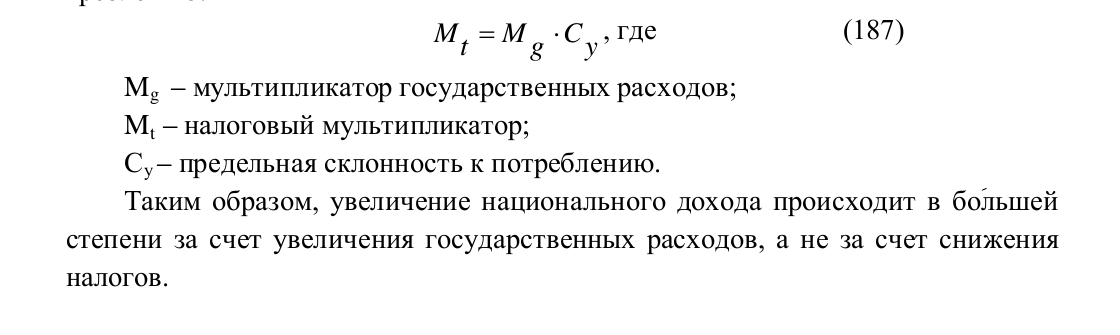 M_t = M_g · C_y, где (187)
M_g – мультипликатор государственных расходов;
M_t – налоговый мультипликатор;
C_y – предельная склонность к потреблению.
Таким образом, увеличение национального дохода происходит в бо́льшей
степени за счет увеличения государственных расходов, а не за счет снижения
налогов.